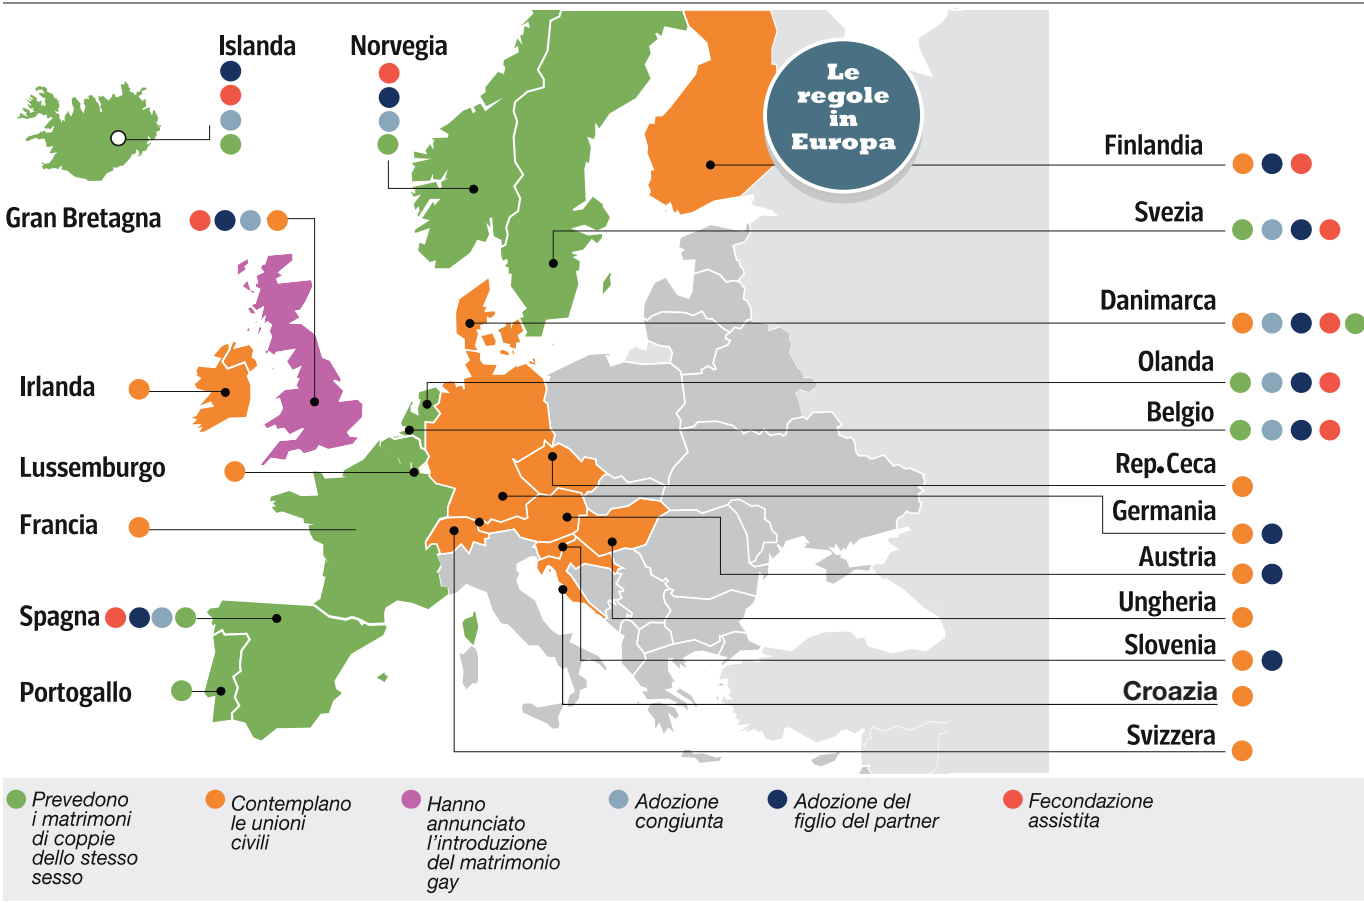 Islanda
Norvegia
Le
regole
in
Europa
Finlandia
Gran Bretagna
Svezia
Danimarca
Olanda
Irlanda
Belgio
Lussemburgo
Rep.Ceca
Germania
Francia
Austria
Ungheria
Spagna
Slovenia
Portogallo
Croazia
Svizzera
Prevedono
i matrimoni
di coppie
dello stesso
sesso
Contemplano
le unioni
civili
Hanno
annunciato
l'introduzione
del matrimonio
gay
Adozione
congiunta
Adozione del
figlio del partner
Fecondazione
assistita